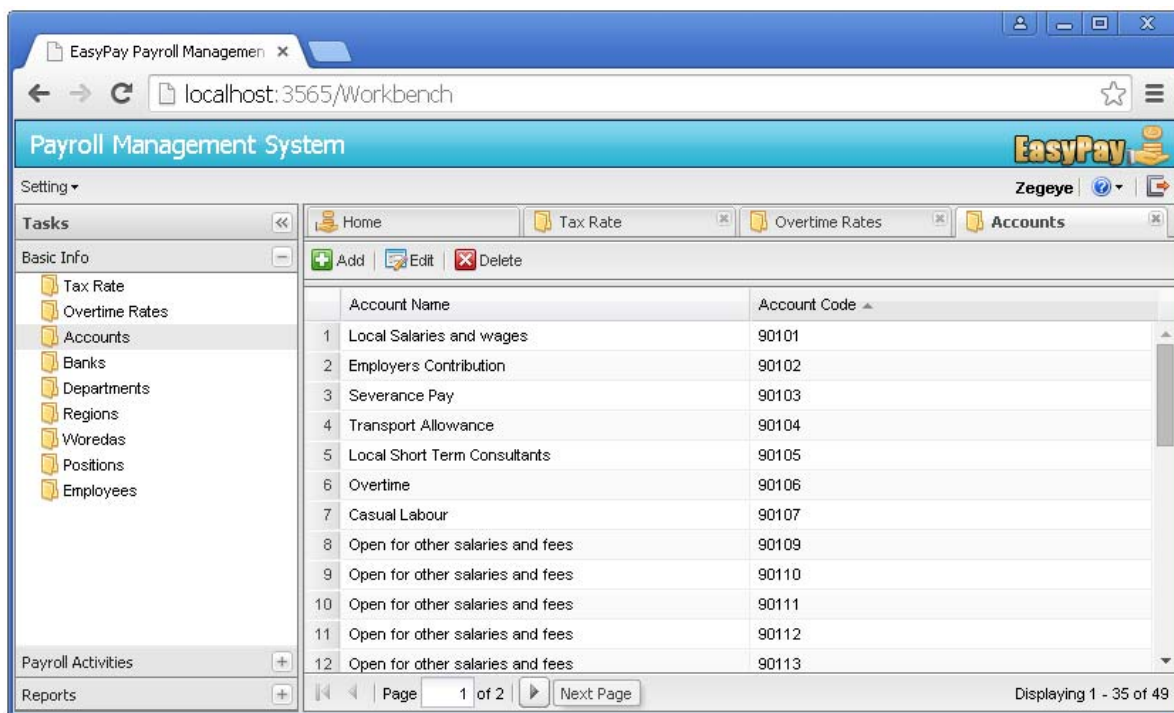 EasyPay Payroll Managemen
localhost:3565/Workbench
Payroll Management System
EasyPay
Setting
Zegeye
Tasks
Basic Info
Tax Rate
Overtime Rates
Accounts
Banks
Departments
Regions
Woredas
Positions
Employees
Payroll Activities
Reports
Home Tax Rate Overtime Rates Accounts
Add Edit Delete
Account Name Account Code
1 Local Salaries and wages 90101
2 Employers Contribution 90102
3 Severance Pay 90103
4 Transport Allowance 90104
5 Local Short Term Consultants 90105
6 Overtime 90106
7 Casual Labour 90107
8 Open for other salaries and fees 90109
9 Open for other salaries and fees 90110
10 Open for other salaries and fees 90111
11 Open for other salaries and fees 90112
12 Open for other salaries and fees 90113
Page 1 of 2 Next Page Displaying 1 - 35 of 49